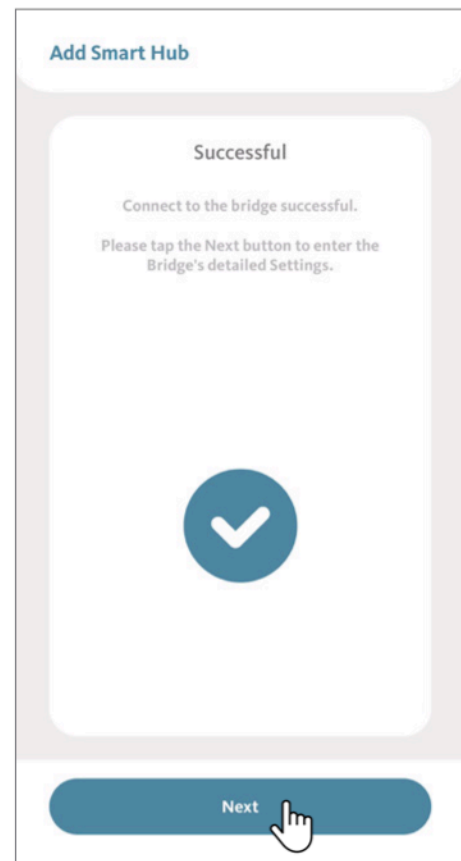 Add Smart Hub
Successful
Connect to the bridge successful.
Please tap the Next button to enter the
Bridge's detailed Settings.
Next